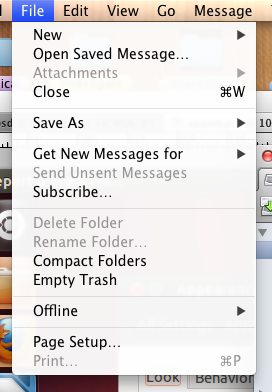 File Edit View Go Message
New
Open Saved Message...
Attachments
Close ⌘W
Save As
Get New Messages for
Send Unsent Messages
Subscribe...
Delete Folder
Rename Folder...
Compact Folders
Empty Trash
Offline
Page Setup...
Print... ⌘P
Look Behavior